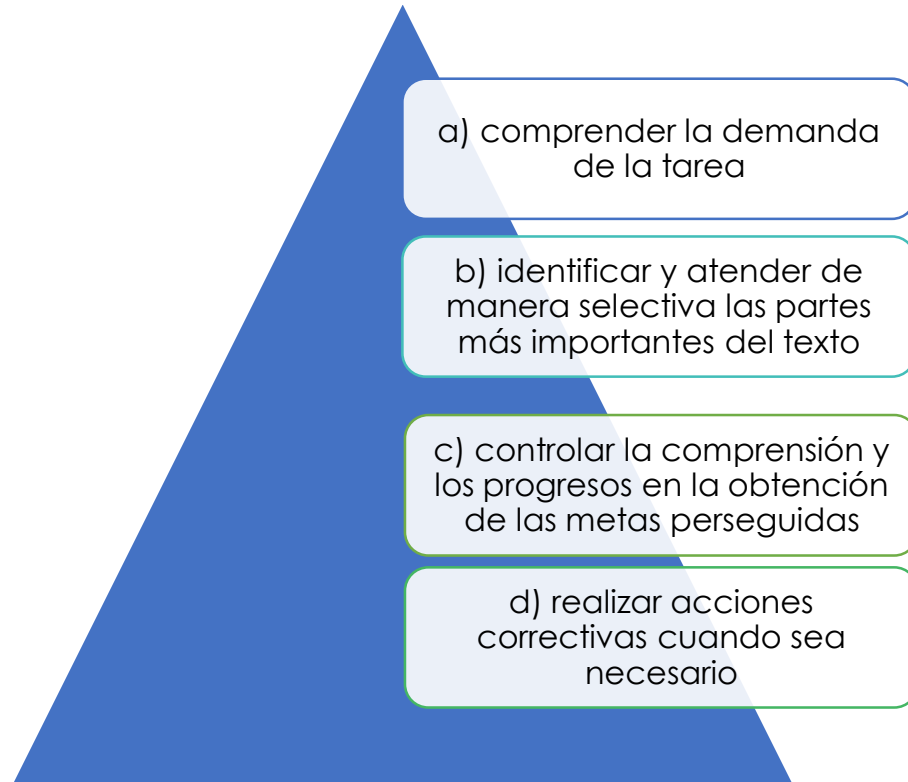 a) comprender la demanda
de la tarea
b) identificar y atender de
manera selectiva las partes
más importantes del texto
c) controlar la comprensión y
los progresos en la obtención
de las metas perseguidas
d) realizar acciones
correctivas cuando sea
necesario